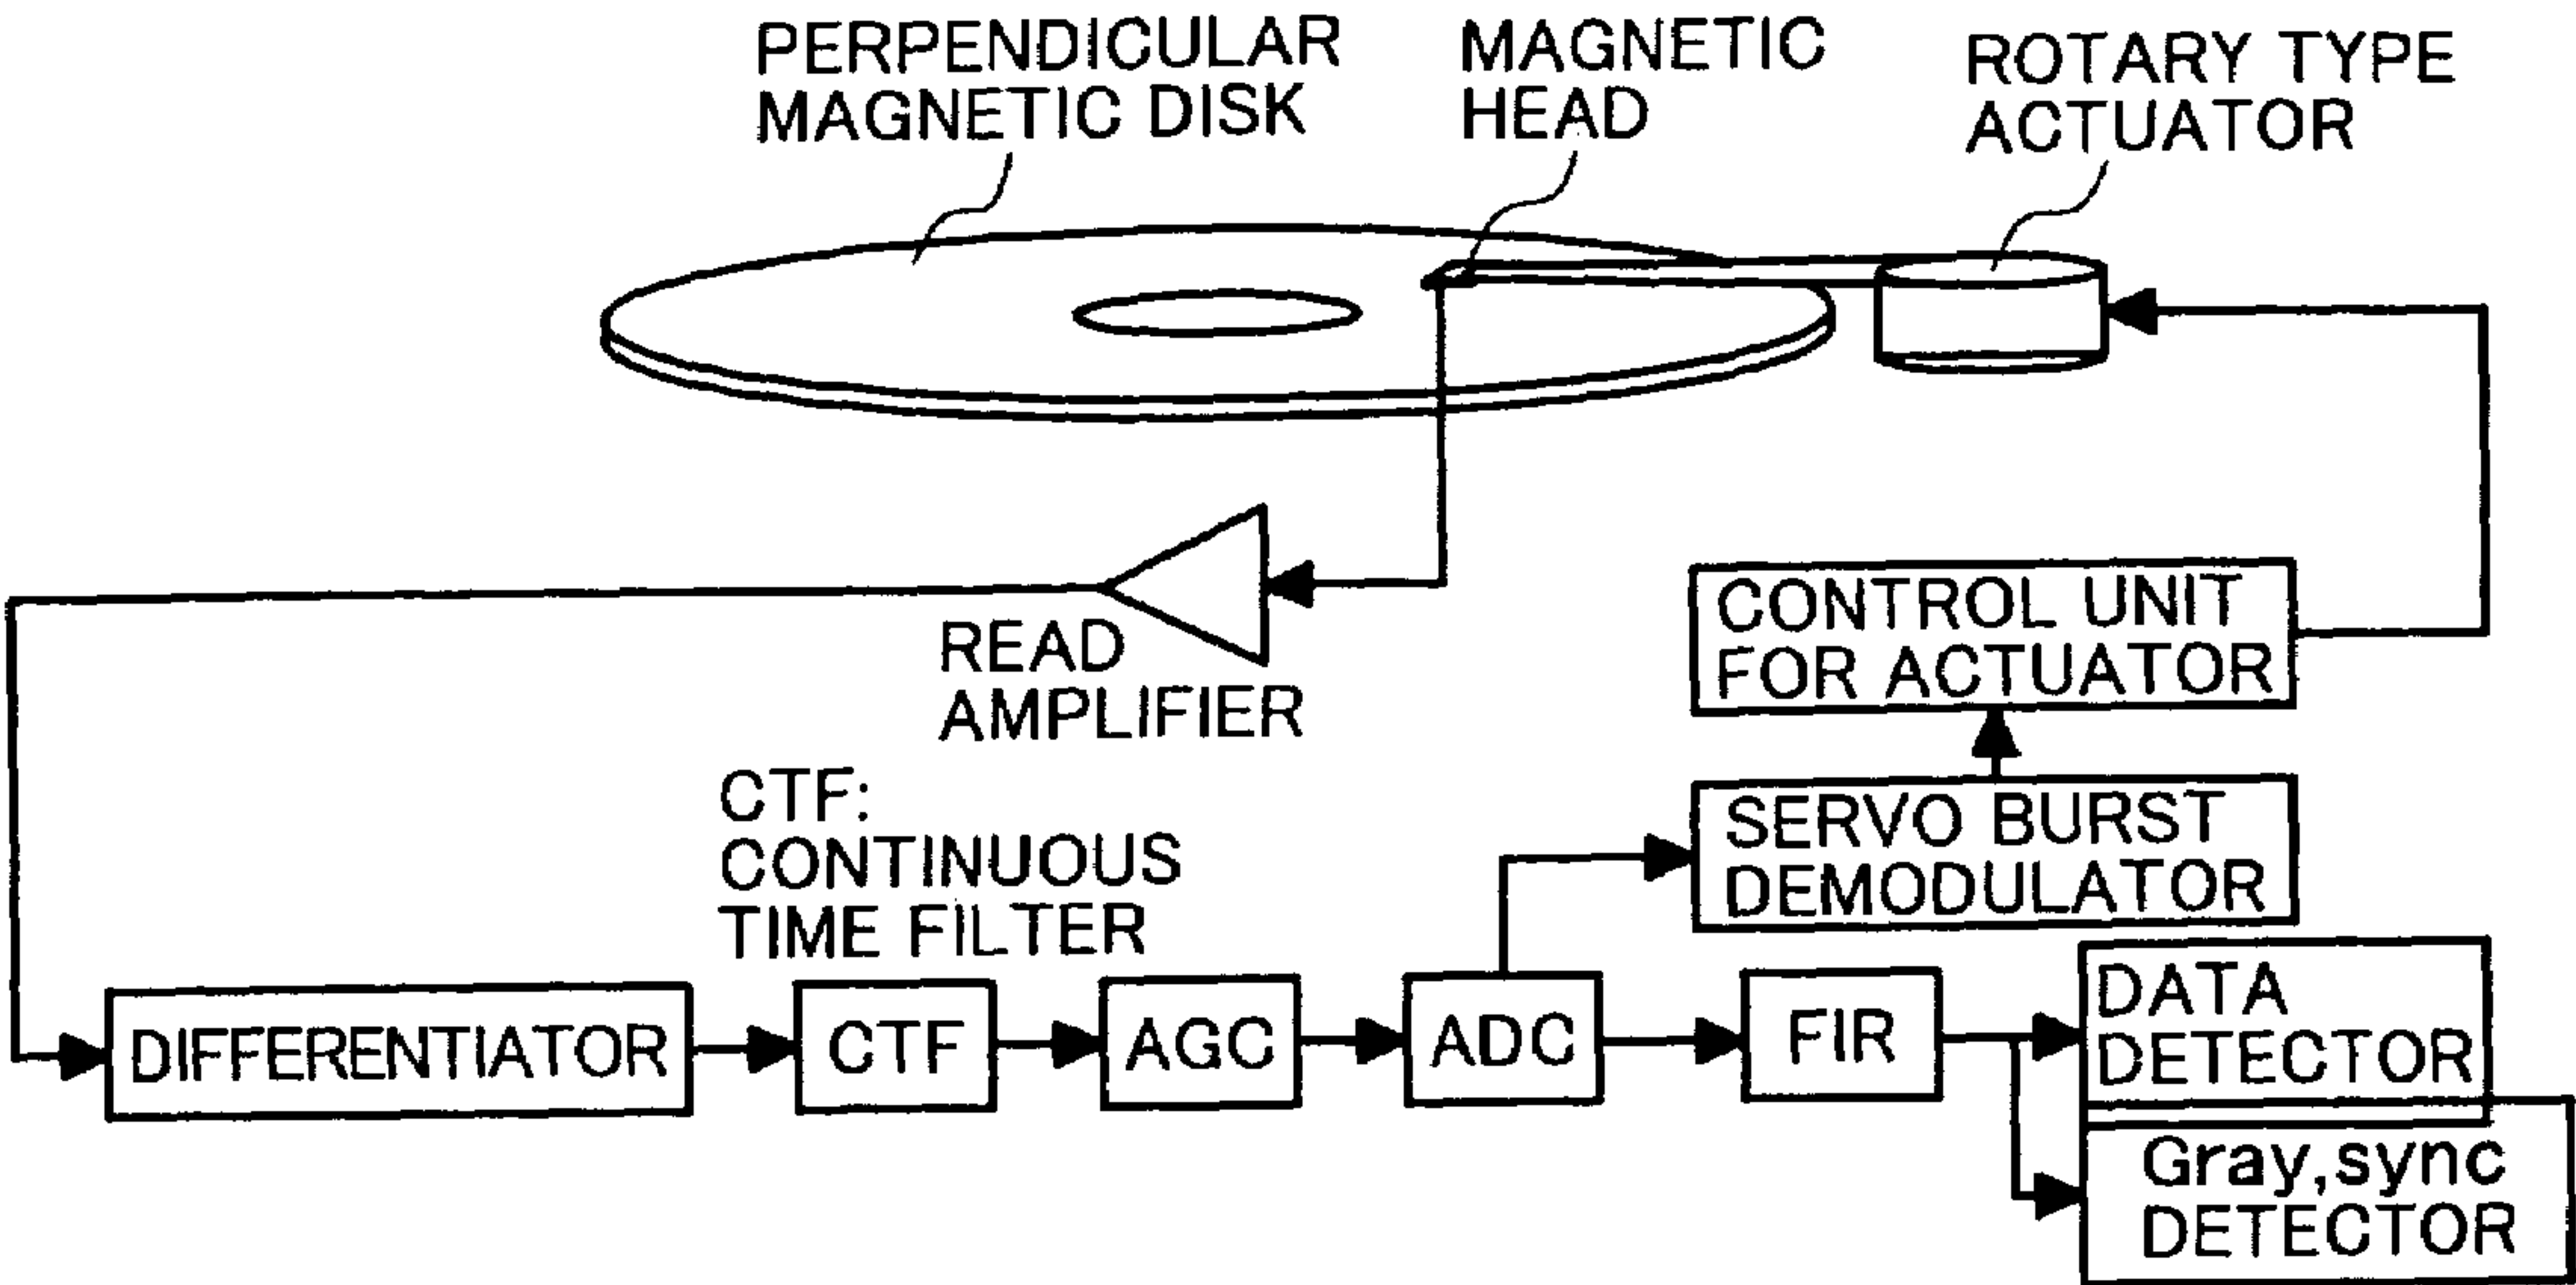 PERPENDICULAR
MAGNETIC DISK
MAGNETIC
HEAD
ROTARY TYPE
ACTUATOR
READ
AMPLIFIER
CONTROL UNIT
FOR ACTUATOR
CTF:
CONTINUOUS
TIME FILTER
SERVO BURST
DEMODULATOR
DIFFERENTIATOR
CTF
AGC
ADC
FIR
DATA
DETECTOR
Gray,sync
DETECTOR